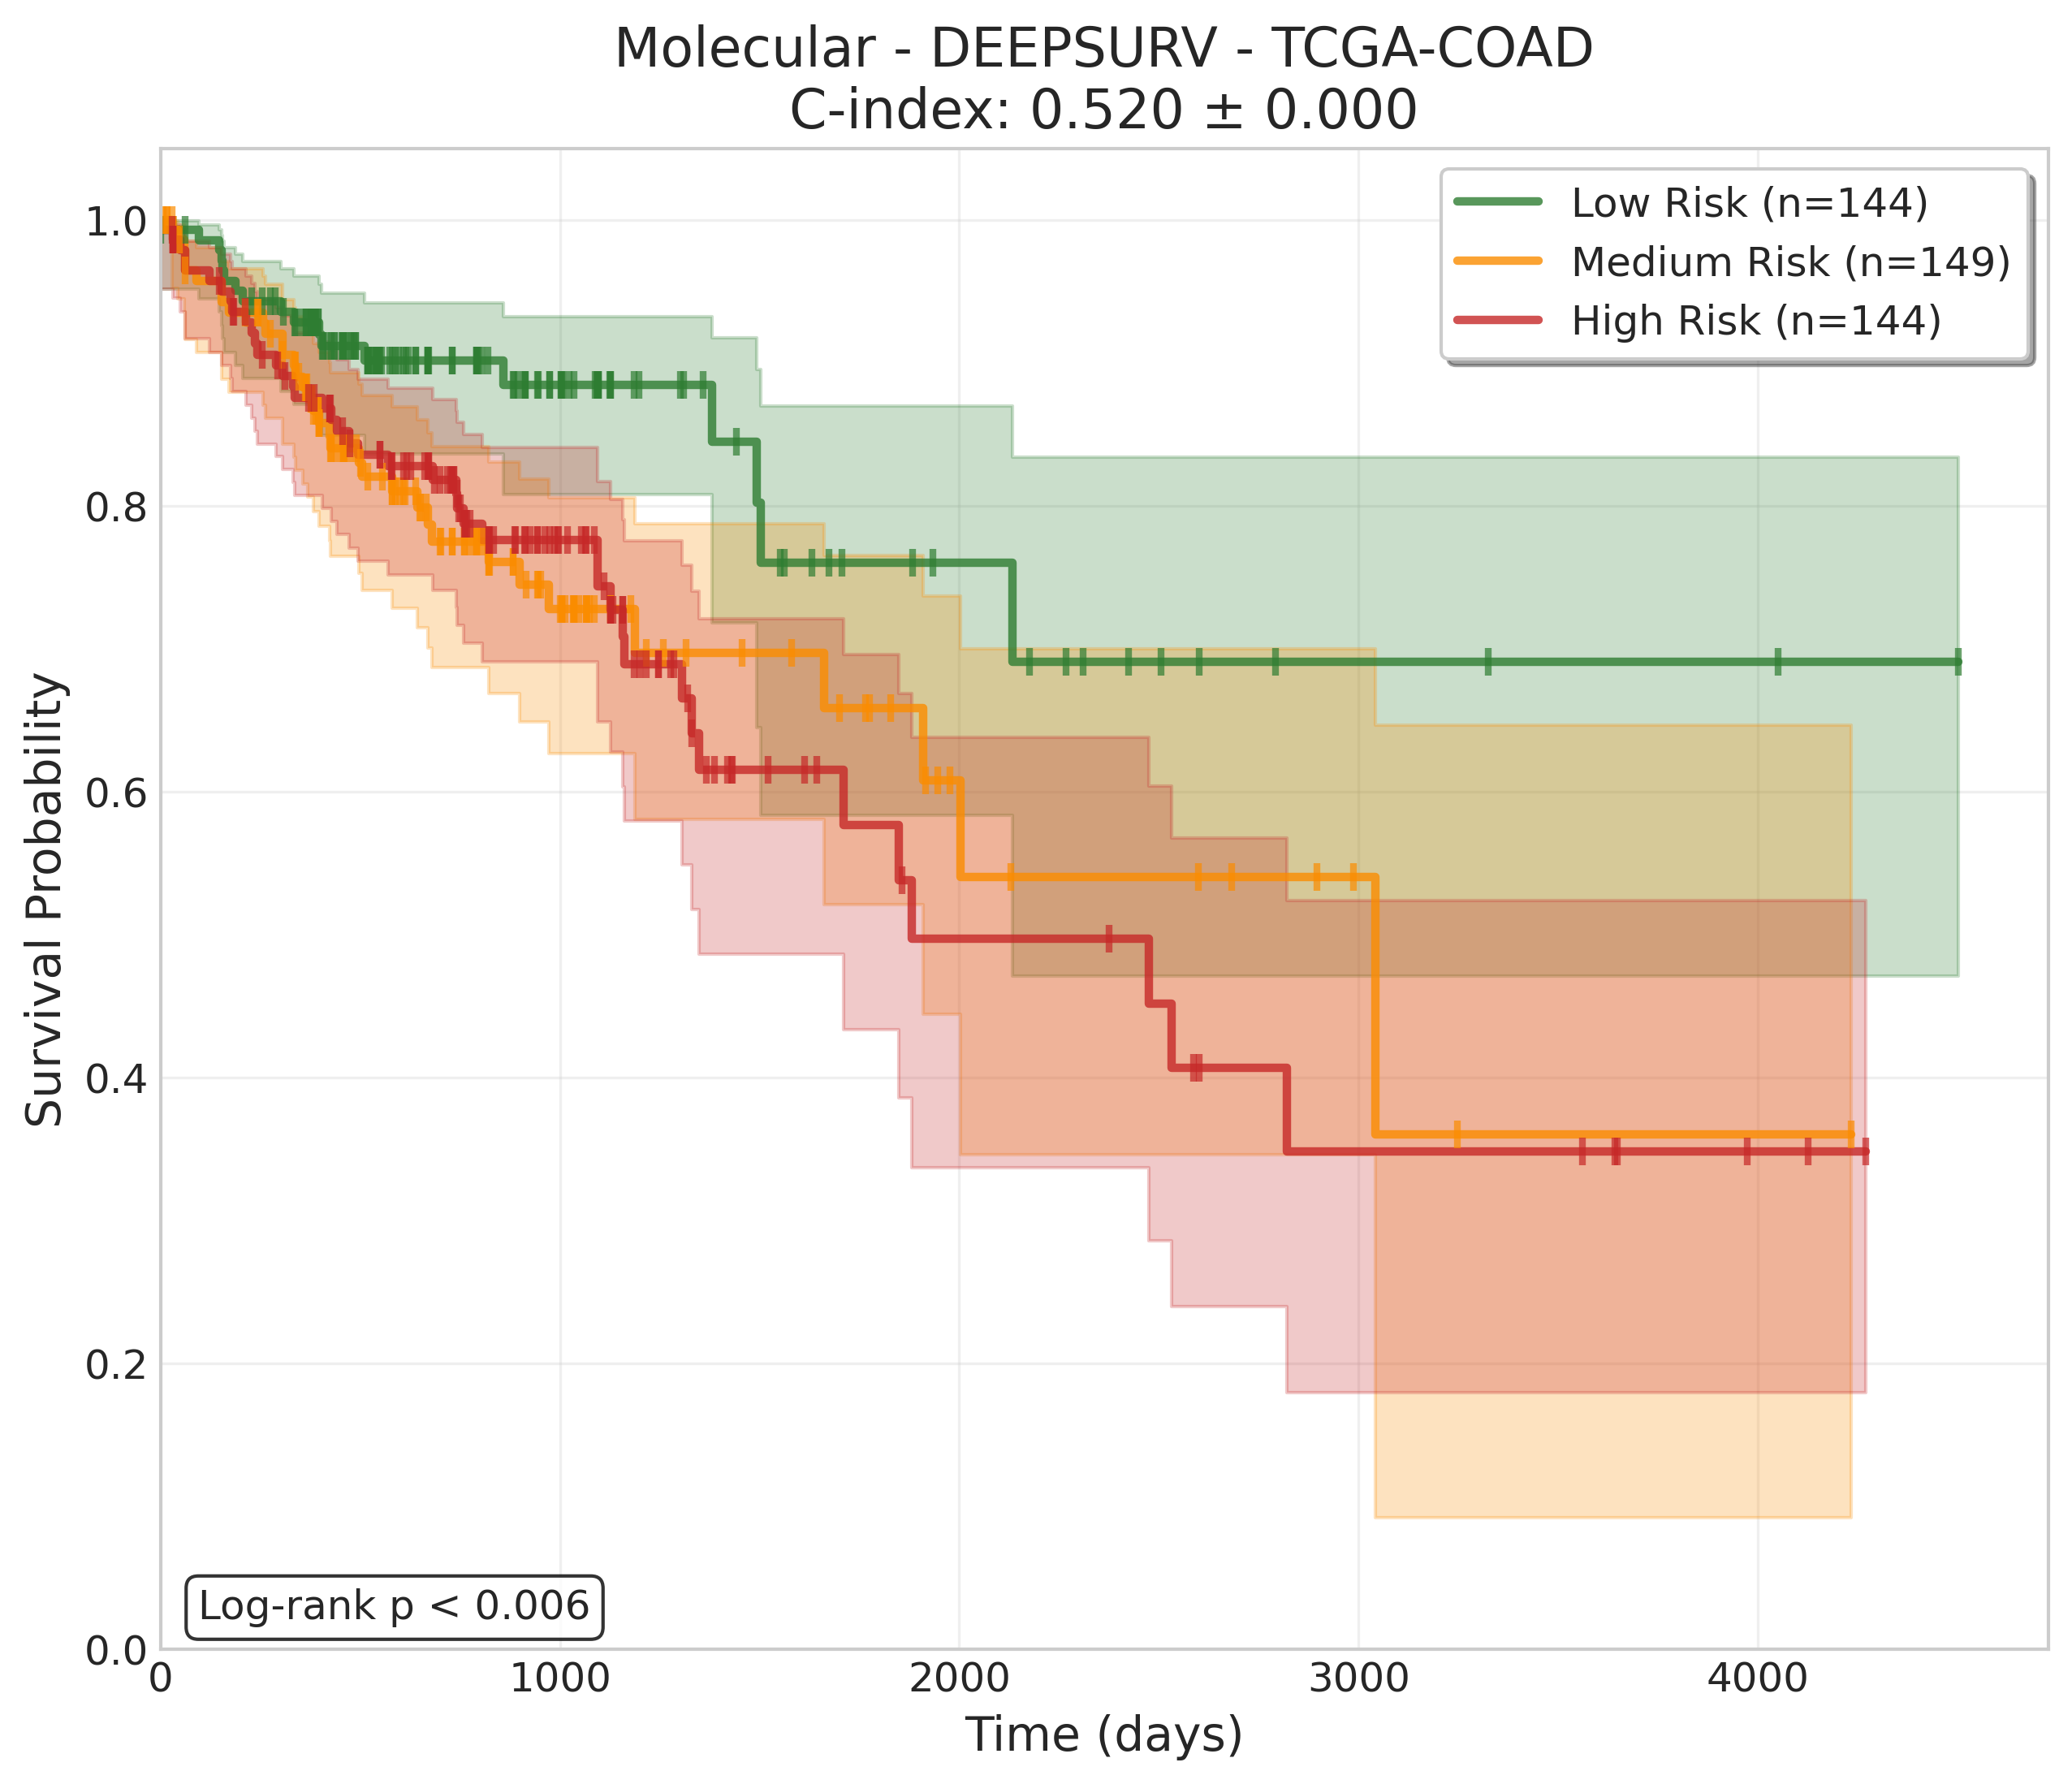 Molecular - DEEPSURV - TCGA-COAD
C-index: 0.520 ± 0.000
Low Risk (n=144)
Medium Risk (n=149)
High Risk (n=144)
Survival Probability
1.0
0.8
0.6
0.4
0.2
0.0
Log-rank p < 0.006
0 1000 2000 3000 4000
Time (days)